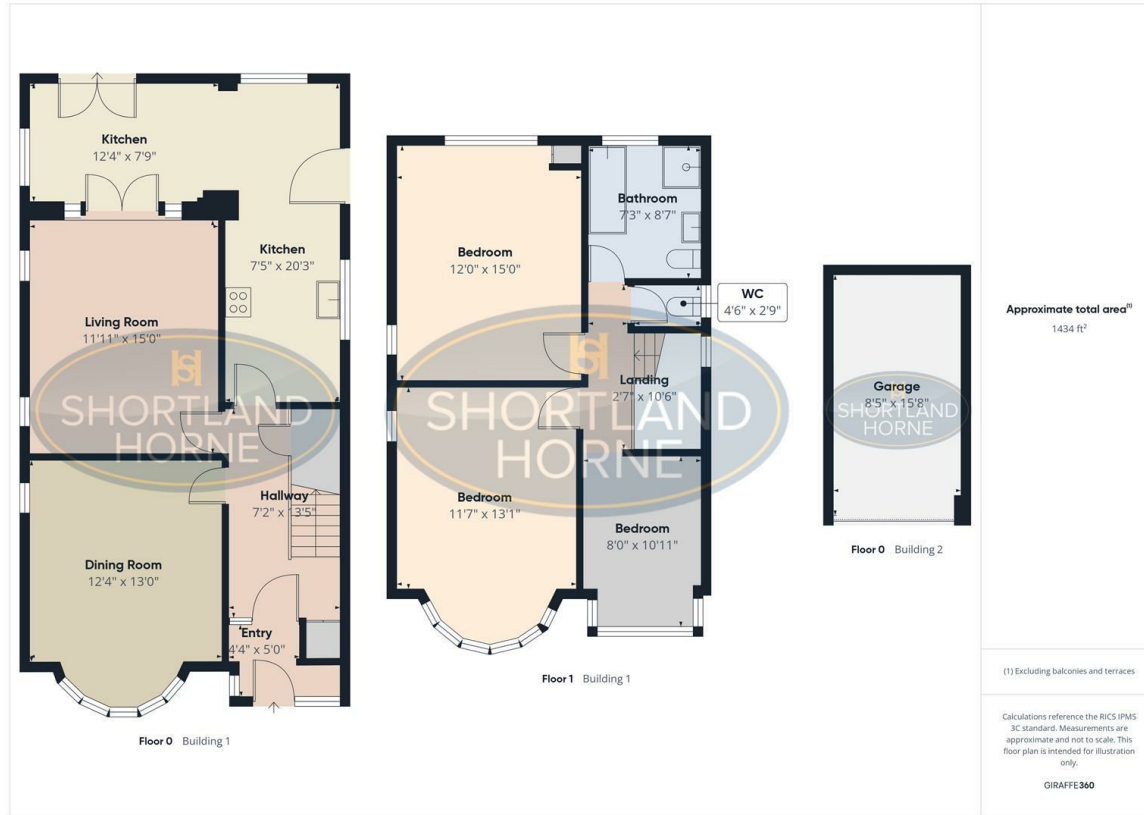 Kitchen
12'4" x 7'9"
Kitchen
7'5" x 20'3"
Living Room
11'11" x 15'0"
SHORTLAND
HORNE
Hallway
7'2" x 13'5"
Dining Room
12'4" x 13'0"
Entry
4'4" x 5'0"
Floor 0 Building 1
Bathroom
7'3" x 8'7"
Bedroom
12'0" x 15'0"
WC
4'6" x 2'9"
Landing
2'7" x 10'6"
SHORTLAND
HORNE
Bedroom
11'7" x 13'1"
Bedroom
8'0" x 10'11"
Floor 1 Building 1
Garage
8'5" x 15'8"
SHORTLAND
HORNE
Floor 0 Building 2
Approximate total area(1)
1434 ft²
(1) Excluding balconies and terraces
Calculations reference the RICS IPMS
3C standard. Measurements are
approximate and not to scale. This
floor plan is intended for illustration
only.
GIRAFFE360